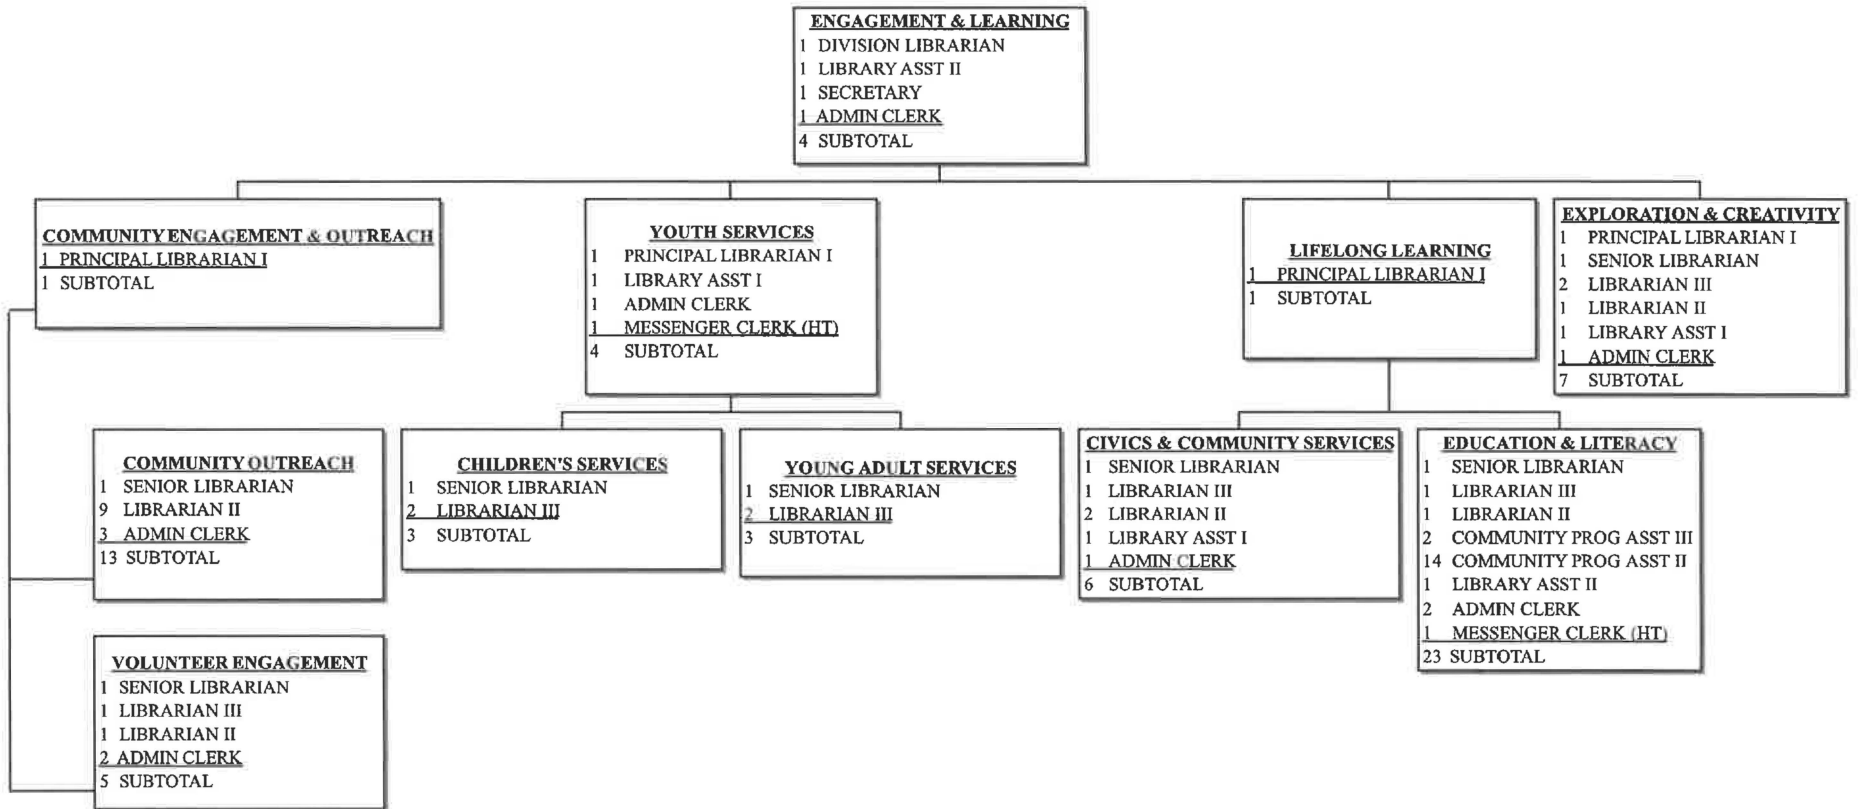 ENGAGEMENT & LEARNING
1 DIVISION LIBRARIAN
1 LIBRARY ASST II
1 SECRETARY
1 ADMIN CLERK
4 SUBTOTAL
COMMUNITY ENGAGEMENT & OUTREACH
1 PRINCIPAL LIBRARIAN I
1 SUBTOTAL
YOUTH SERVICES
1 PRINCIPAL LIBRARIAN I
1 LIBRARY ASST I
1 ADMIN CLERK
1 MESSENGER CLERK (HT)
4 SUBTOTAL
LIFELONG LEARNING
1 PRINCIPAL LIBRARIAN I
1 SUBTOTAL
EXPLORATION & CREATIVITY
1 PRINCIPAL LIBRARIAN I
1 SENIOR LIBRARIAN
2 LIBRARIAN III
1 LIBRARIAN II
1 LIBRARY ASST I
1 ADMIN CLERK
7 SUBTOTAL
COMMUNITY OUTREACH
1 SENIOR LIBRARIAN
9 LIBRARIAN II
3 ADMIN CLERK
13 SUBTOTAL
CHILDREN'S SERVICES
1 SENIOR LIBRARIAN
2 LIBRARIAN III
3 SUBTOTAL
YOUNG ADULT SERVICES
1 SENIOR LIBRARIAN
2 LIBRARIAN III
3 SUBTOTAL
CIVICS & COMMUNITY SERVICES
1 SENIOR LIBRARIAN
1 LIBRARIAN III
2 LIBRARIAN II
1 LIBRARY ASST I
1 ADMIN CLERK
6 SUBTOTAL
EDUCATION & LITERACY
1 SENIOR LIBRARIAN
1 LIBRARIAN III
1 LIBRARIAN II
2 COMMUNITY PROG ASST III
14 COMMUNITY PROG ASST II
1 LIBRARY ASST II
2 ADMIN CLERK
1 MESSENGER CLERK (HT)
23 SUBTOTAL
VOLUNTEER ENGAGEMENT
1 SENIOR LIBRARIAN
1 LIBRARIAN III
1 LIBRARIAN II
2 ADMIN CLERK
5 SUBTOTAL